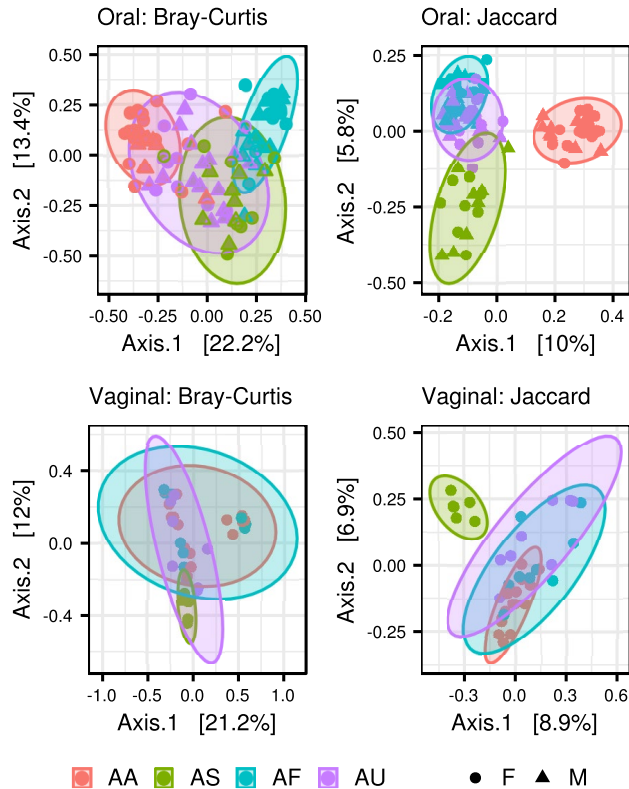 Oral: Bray-Curtis
0.50
0.25
0.00
-0.25
-0.50
Axis.2 [13.4%]
-0.50 -0.25 0.00 0.25 0.50
Axis.1 [22.2%]
Oral: Jaccard
0.25
0.00
-0.25
-0.50
Axis.2 [5.8%]
-0.2 0.0 0.2 0.4
Axis.1 [10%]
Vaginal: Bray-Curtis
0.4
0.0
-0.4
Axis.2 [12%]
-1.0 -0.5 0.0 0.5 1.0
Axis.1 [21.2%]
Vaginal: Jaccard
0.50
0.25
0.00
-0.25
Axis.2 [6.9%]
-0.3 0.0 0.3 0.6
Axis.1 [8.9%]
AA AS AF AU F M